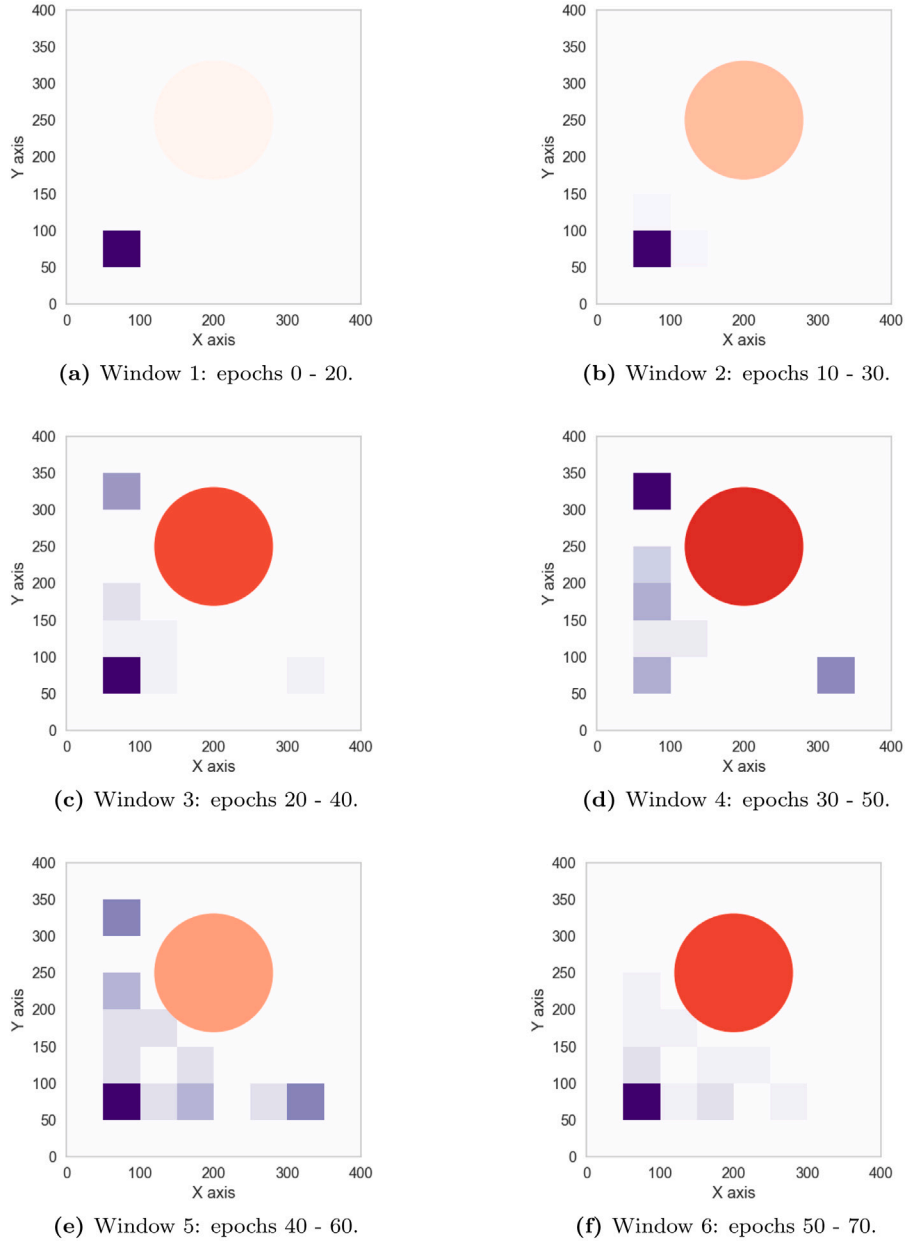 400
350
300
250
200
150
100
50
0
Y axis
0 100 200 300 400
X axis
(a) Window 1: epochs 0 - 20.
400
350
300
250
200
150
100
50
0
Y axis
0 100 200 300 400
X axis
(b) Window 2: epochs 10 - 30.
400
350
300
250
200
150
100
50
0
Y axis
0 100 200 300 400
X axis
(c) Window 3: epochs 20 - 40.
400
350
300
250
200
150
100
50
0
Y axis
0 100 200 300 400
X axis
(d) Window 4: epochs 30 - 50.
400
350
300
250
200
150
100
50
0
Y axis
0 100 200 300 400
X axis
(e) Window 5: epochs 40 - 60.
400
350
300
250
200
150
100
50
0
Y axis
0 100 200 300 400
X axis
(f) Window 6: epochs 50 - 70.